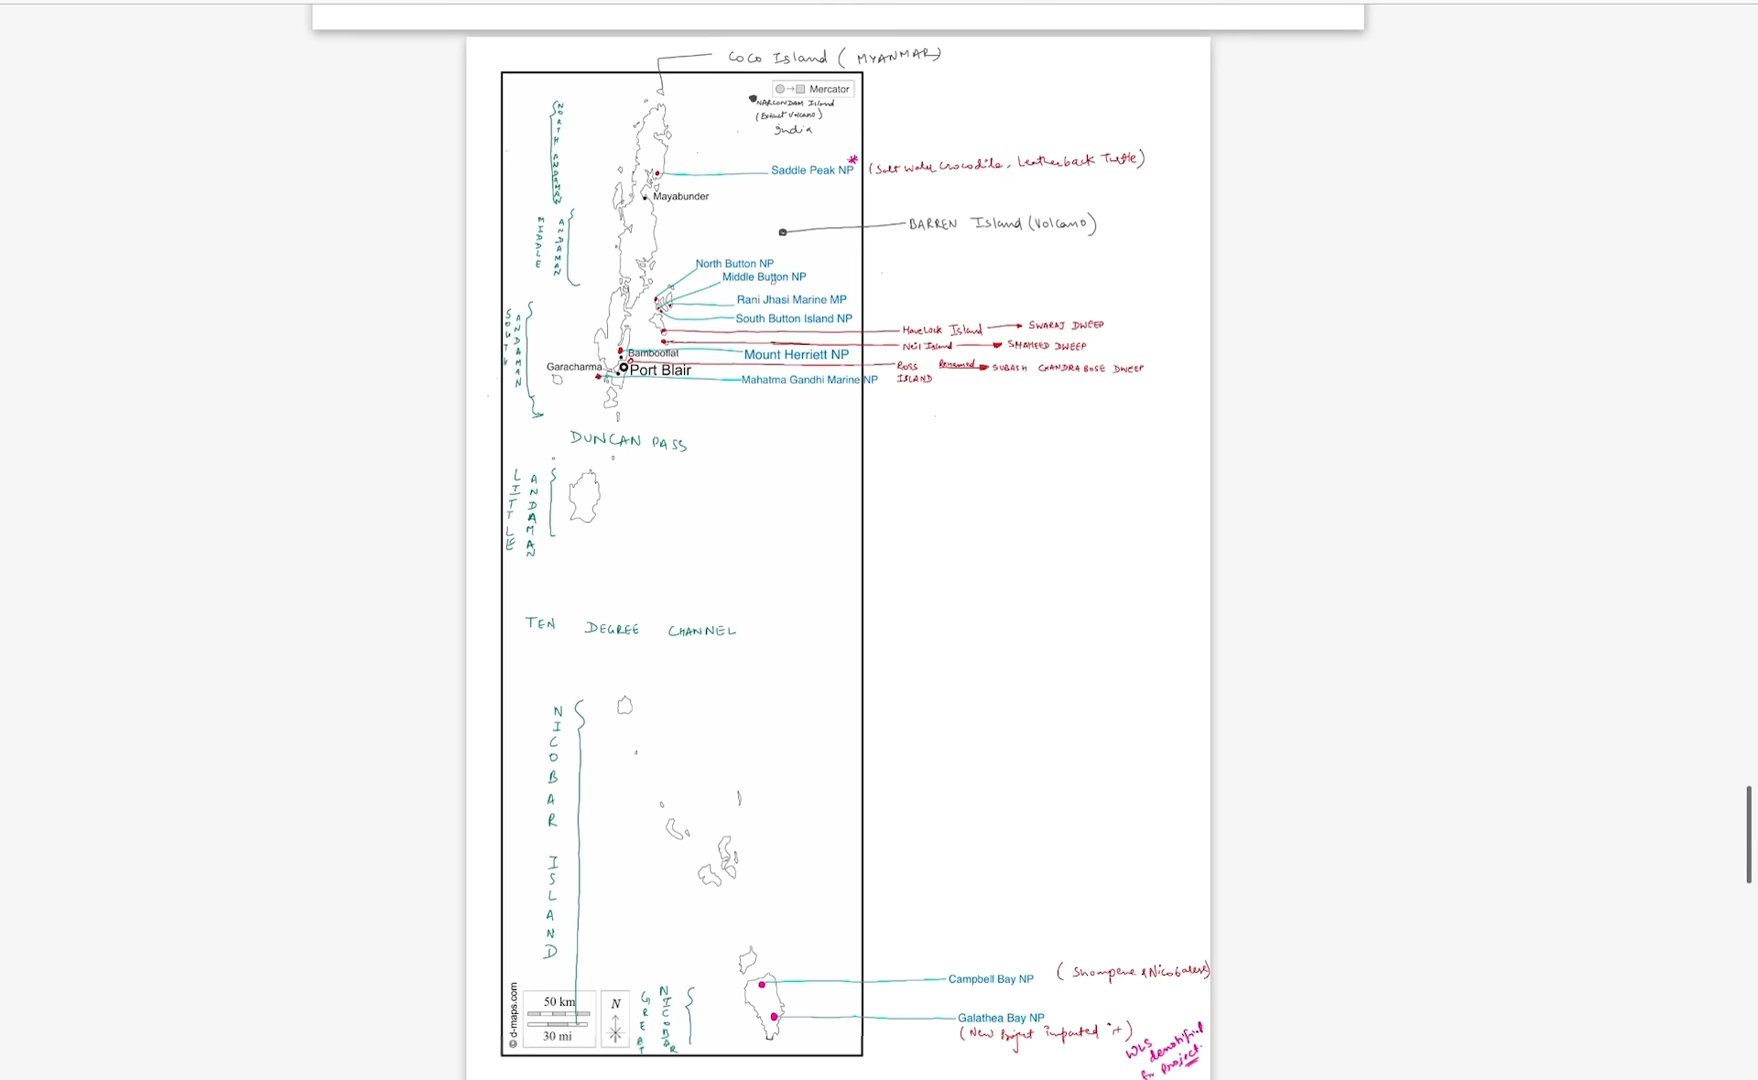 Coco Island ( MYANMAR)
Mercator
NARCONDAM Island
(Extinct Volcano)
India
NORTH ANDAMAN
Saddle Peak NP * (Salt Water Crocodile, Leatherback Turtle)
Mayabunder
MIDDLE ANDAMAN
BARREN Island (Volcano)
North Button NP
Middle Button NP
Rani Jhasi Marine MP
South Button Island NP
SOUTH ANDAMAN
Havelock Island → SWARAJ DWEEP
Neil Island → SHAHEED DWEEP
Bambooflat
Mount Herriett NP
Garacharma
Port Blair
Ross ISLAND Renamed → SUBASH CHANDRA BOSE DWEEP
Mahatma Gandhi Marine NP
DUNCAN PASS
LITTLE ANDAMAN
TEN DEGREE CHANNEL
NICOBAR ISLAND
Campbell Bay NP ( Shompene & Nicobarese)
GREAT NICOBAR
Galathea Bay NP
(New Project impacted it)
WLS
denotified
for project.
50 km
30 mi
N
© d-maps.com